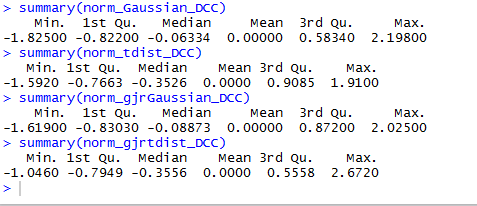 > summary(norm_Gaussian_DCC)
Min. 1st Qu. Median Mean 3rd Qu. Max.
-1.82500 -0.82200 -0.06334 0.00000 0.58340 2.19800
> summary(norm_tdist_DCC)
Min. 1st Qu. Median Mean 3rd Qu. Max.
-1.5920 -0.7663 -0.3526 0.0000 0.9085 1.9100
> summary(norm_gjrGaussian_DCC)
Min. 1st Qu. Median Mean 3rd Qu. Max.
-1.61900 -0.83030 -0.08873 0.00000 0.87200 2.02500
> summary(norm_gjrtdist_DCC)
Min. 1st Qu. Median Mean 3rd Qu. Max.
-1.0460 -0.7949 -0.3556 0.0000 0.5558 2.6720
>